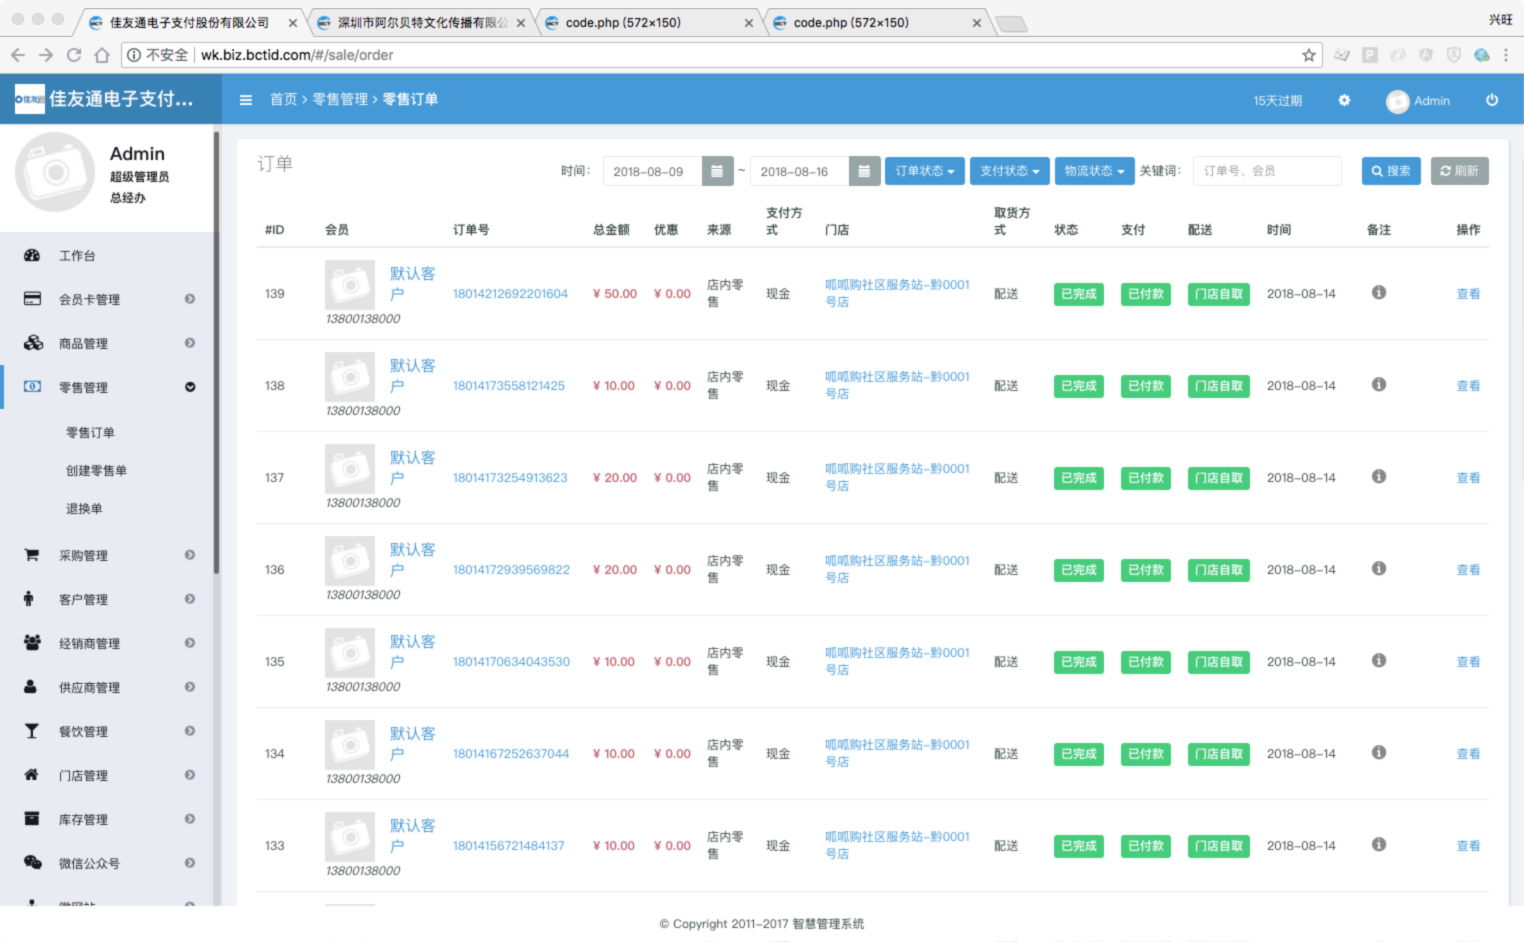 佳友通电子支付股份有限公司
深圳市阿尔贝特文化传播有限公
code.php (572×150)
code.php (572×150)
兴旺
不安全
wk.biz.bctid.com/#/sale/order
佳友通电子支付...
首页 › 零售管理 › 零售订单
15天过期
Admin
Admin
超级管理员
总经办
工作台
会员卡管理
商品管理
零售管理
零售订单
创建零售单
退换单
采购管理
客户管理
经销商管理
供应商管理
餐饮管理
门店管理
库存管理
微信公众号
订单
时间：
2018-08-09
~
2018-08-16
订单状态
支付状态
物流状态
关键词：
订单号、会员
搜索
刷新
#ID 会员 订单号 总金额 优惠 来源 支付方式 门店 取货方式 状态 支付 配送 时间 备注 操作
139 默认客户 13800138000 18014212692201604 ¥ 50.00 ¥ 0.00 店内零售 现金 呱呱购社区服务站-黔0001号店 配送 已完成 已付款 门店自取 2018-08-14 查看
138 默认客户 13800138000 18014173558121425 ¥ 10.00 ¥ 0.00 店内零售 现金 呱呱购社区服务站-黔0001号店 配送 已完成 已付款 门店自取 2018-08-14 查看
137 默认客户 13800138000 18014173254913623 ¥ 20.00 ¥ 0.00 店内零售 现金 呱呱购社区服务站-黔0001号店 配送 已完成 已付款 门店自取 2018-08-14 查看
136 默认客户 13800138000 18014172939569822 ¥ 20.00 ¥ 0.00 店内零售 现金 呱呱购社区服务站-黔0001号店 配送 已完成 已付款 门店自取 2018-08-14 查看
135 默认客户 13800138000 18014170634043530 ¥ 10.00 ¥ 0.00 店内零售 现金 呱呱购社区服务站-黔0001号店 配送 已完成 已付款 门店自取 2018-08-14 查看
134 默认客户 13800138000 18014167252637044 ¥ 10.00 ¥ 0.00 店内零售 现金 呱呱购社区服务站-黔0001号店 配送 已完成 已付款 门店自取 2018-08-14 查看
133 默认客户 13800138000 18014156721484137 ¥ 10.00 ¥ 0.00 店内零售 现金 呱呱购社区服务站-黔0001号店 配送 已完成 已付款 门店自取 2018-08-14 查看
© Copyright 2011-2017 智慧管理系统